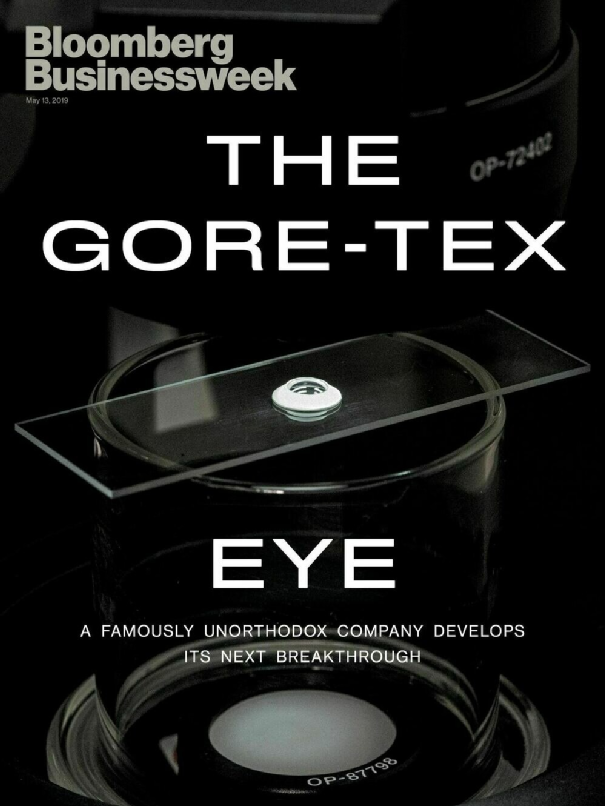 Bloomberg
Businessweek
May 13, 2019
OP-72402
THE
GORE-TEX
EYE
A FAMOUSLY UNORTHODOX COMPANY DEVELOPS
ITS NEXT BREAKTHROUGH
OP-87798